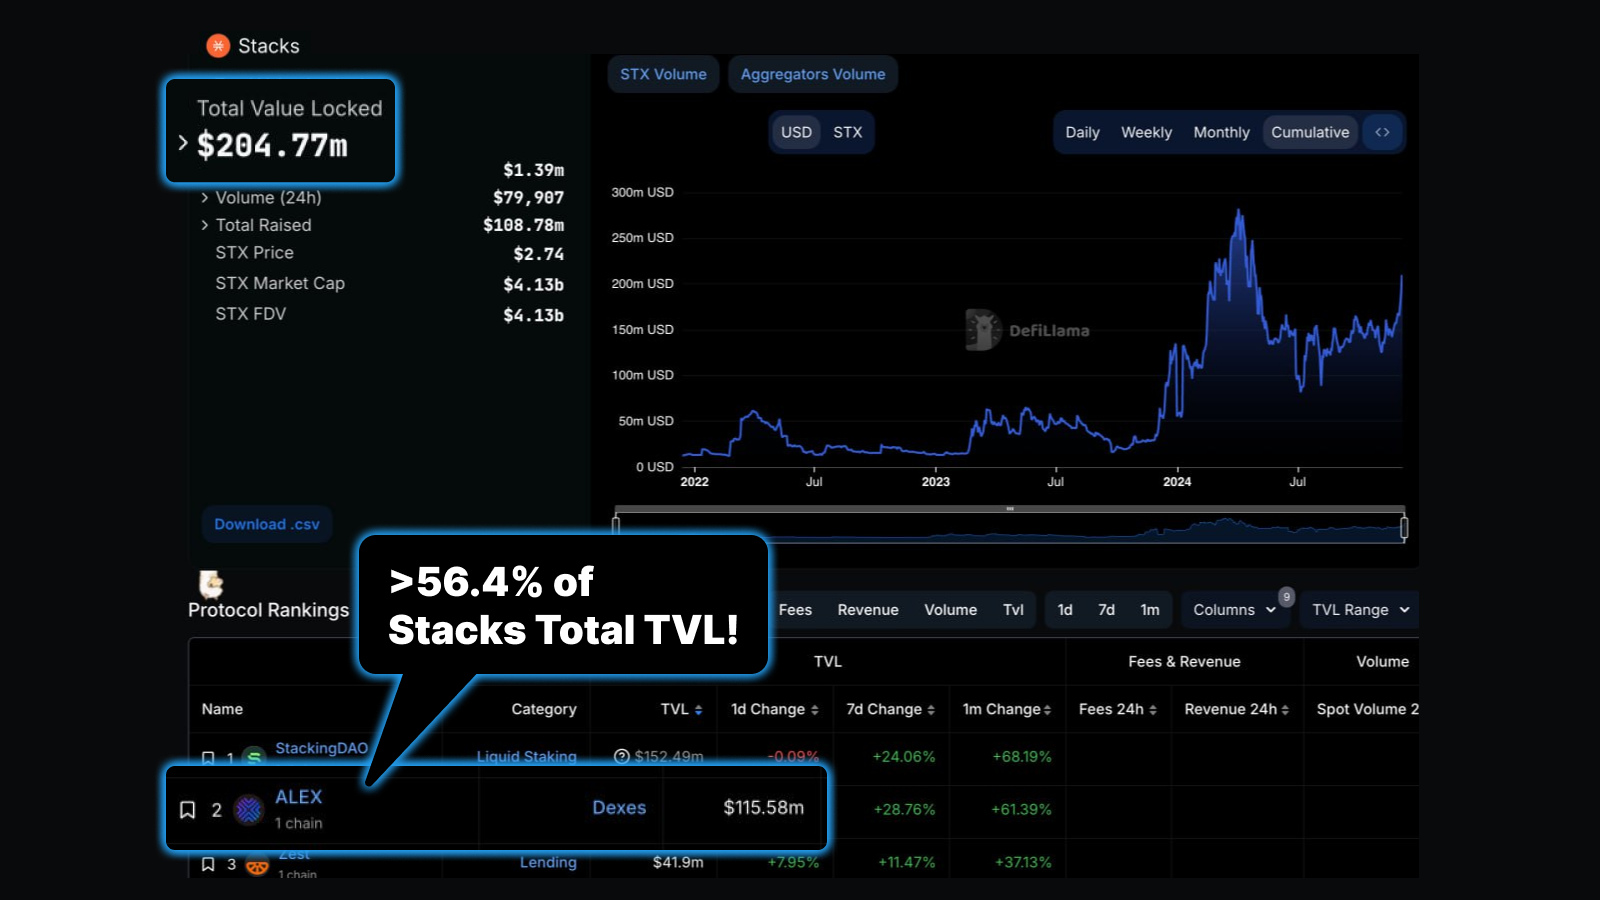 Stacks
Total Value Locked
$204.77m
$1.39m
Volume (24h) $79,907
Total Raised $108.78m
STX Price $2.74
STX Market Cap $4.13b
STX FDV $4.13b
Download .csv
STX Volume Aggregators Volume
USD STX
Daily Weekly Monthly Cumulative <>
300m USD
250m USD
200m USD
150m USD
100m USD
50m USD
0 USD
DefiLlama
2022 Jul 2023 Jul 2024 Jul
>56.4% of
Stacks Total TVL!
Protocol Rankings
Fees Revenue Volume Tvl 1d 7d 1m Columns 9 TVL Range
TVL Fees & Revenue Volume
Name Category TVL 1d Change 7d Change 1m Change Fees 24h Revenue 24h Spot Volume 2
1 StackingDAO Liquid Staking $152.49m -0.09% +24.06% +68.19%
2 ALEX Dexes $115.58m +28.76% +61.39%
1 chain
3 Zest Lending $41.9m +7.95% +11.47% +37.13%
1 chain